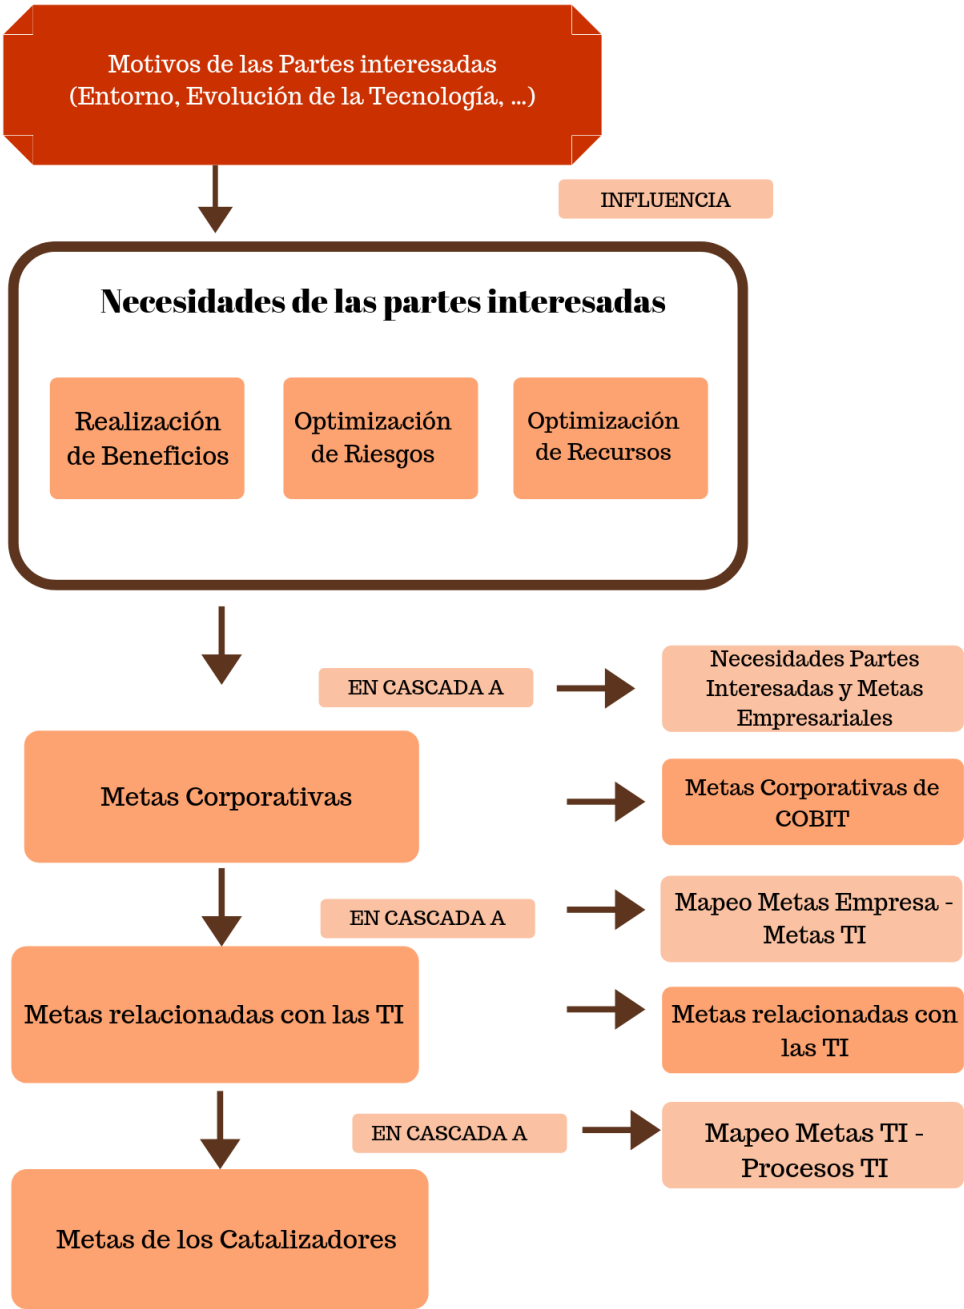 Motivos de las Partes interesadas
(Entorno, Evolución de la Tecnología, ...)
INFLUENCIA
Necesidades de las partes interesadas
Realización
de Beneficios
Optimización
de Riesgos
Optimización
de Recursos
EN CASCADA A
Necesidades Partes
Interesadas y Metas
Empresariales
Metas Corporativas
Metas Corporativas de
COBIT
EN CASCADA A
Mapeo Metas Empresa -
Metas TI
Metas relacionadas con las TI
Metas relacionadas con
las TI
EN CASCADA A
Mapeo Metas TI -
Procesos TI
Metas de los Catalizadores